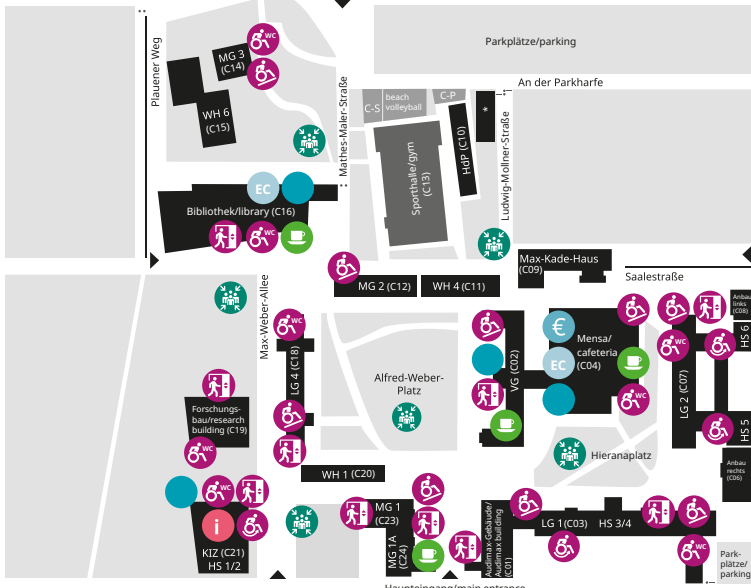 Parkplätze/parking
An der Parkharfe
Plauener Weg
MG 3
(C14)
WC
WH 6
(C15)
Mathes-Maler-Straße
C-S
beach
volleyball
C-P
*
HdP (C10)
Sporthalle/gym
(C13)
Ludwig-Mollner-Straße
EC
Bibliothek/library (C16)
WC
Max-Kade-Haus
(C09)
Saalestraße
MG 2 (C12)
WH 4 (C11)
Max-Weber-Allee
WC
LG 4 (C18)
Alfred-Weber-
Platz
VG (C02)
€
Mensa/
cafeteria
(C04)
EC
WC
WC
LG 2 (C07)
Anbau
links
(C08)
HS 6
HS 5
Anbau
rechts
(C06)
Forschungs-
bau/research
building (C19)
WC
Hieranaplatz
WH 1 (C20)
WC
i
KIZ (C21)
HS 1/2
MG 1
(C23)
MG 1A
(C24)
Audimax-Gebäude/
Audimax building
(C01)
LG 1(C03)
HS 3/4
WC
Park-
plätze/
parking
Haupteingang/main entrance